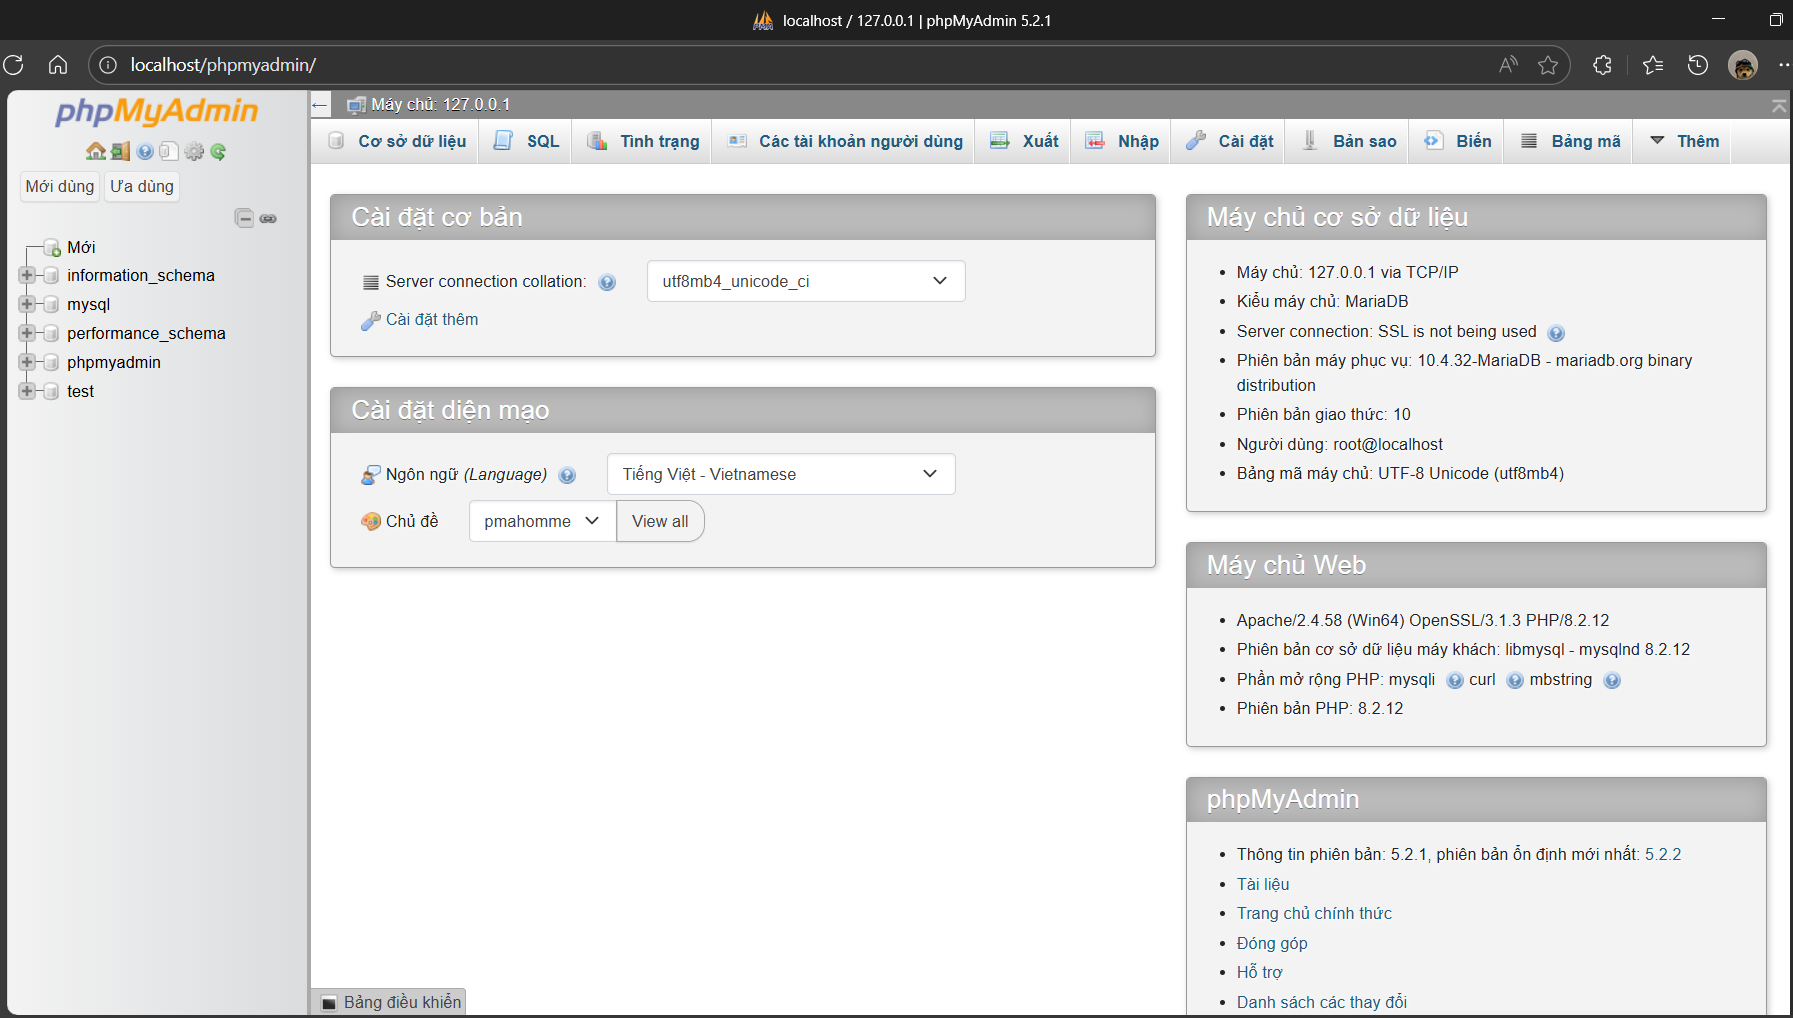 localhost / 127.0.0.1 | phpMyAdmin 5.2.1
localhost/phpmyadmin/
phpMyAdmin
Mới dùng Ưa dùng
Mới
information_schema
mysql
performance_schema
phpmyadmin
test
Máy chủ: 127.0.0.1
Cơ sở dữ liệu SQL Tình trạng Các tài khoản người dùng Xuất Nhập Cài đặt Bản sao Biến Bảng mã Thêm
Cài đặt cơ bản
Server connection collation: utf8mb4_unicode_ci
Cài đặt thêm
Cài đặt diện mạo
Ngôn ngữ (Language) Tiếng Việt - Vietnamese
Chủ đề pmahomme View all
Máy chủ cơ sở dữ liệu
Máy chủ: 127.0.0.1 via TCP/IP
Kiểu máy chủ: MariaDB
Server connection: SSL is not being used
Phiên bản máy phục vụ: 10.4.32-MariaDB - mariadb.org binary
distribution
Phiên bản giao thức: 10
Người dùng: root@localhost
Bảng mã máy chủ: UTF-8 Unicode (utf8mb4)
Máy chủ Web
Apache/2.4.58 (Win64) OpenSSL/3.1.3 PHP/8.2.12
Phiên bản cơ sở dữ liệu máy khách: libmysql - mysqlnd 8.2.12
Phần mở rộng PHP: mysqli curl mbstring
Phiên bản PHP: 8.2.12
phpMyAdmin
Thông tin phiên bản: 5.2.1, phiên bản ổn định mới nhất: 5.2.2
Tài liệu
Trang chủ chính thức
Đóng góp
Hỗ trợ
Danh sách các thay đổi
Bảng điều khiển